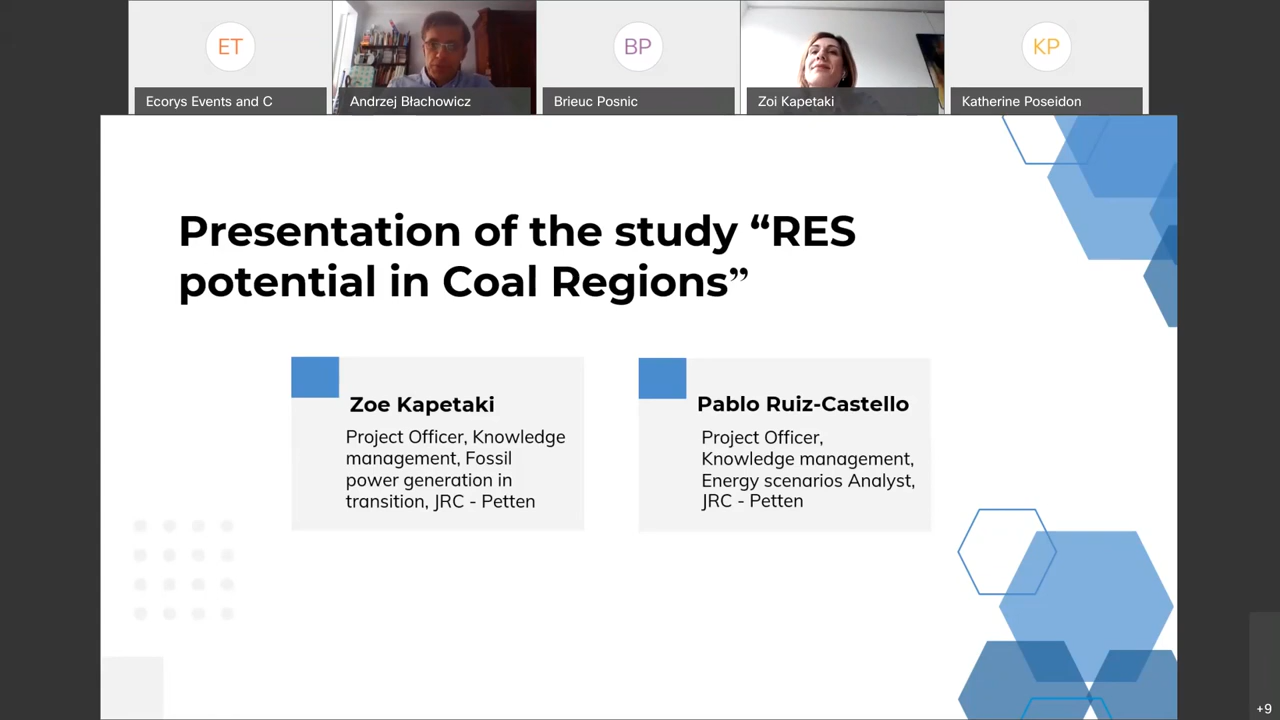 ET
BP
KP
Ecorys Events and C
Andrzej Błachowicz
Brieuc Posnic
Zoi Kapetaki
Katherine Poseidon
Presentation of the study “RES
potential in Coal Regions”
Zoe Kapetaki
Project Officer, Knowledge
management, Fossil
power generation in
transition, JRC - Petten
Pablo Ruiz-Castello
Project Officer,
Knowledge management,
Energy scenarios Analyst,
JRC - Petten
+9